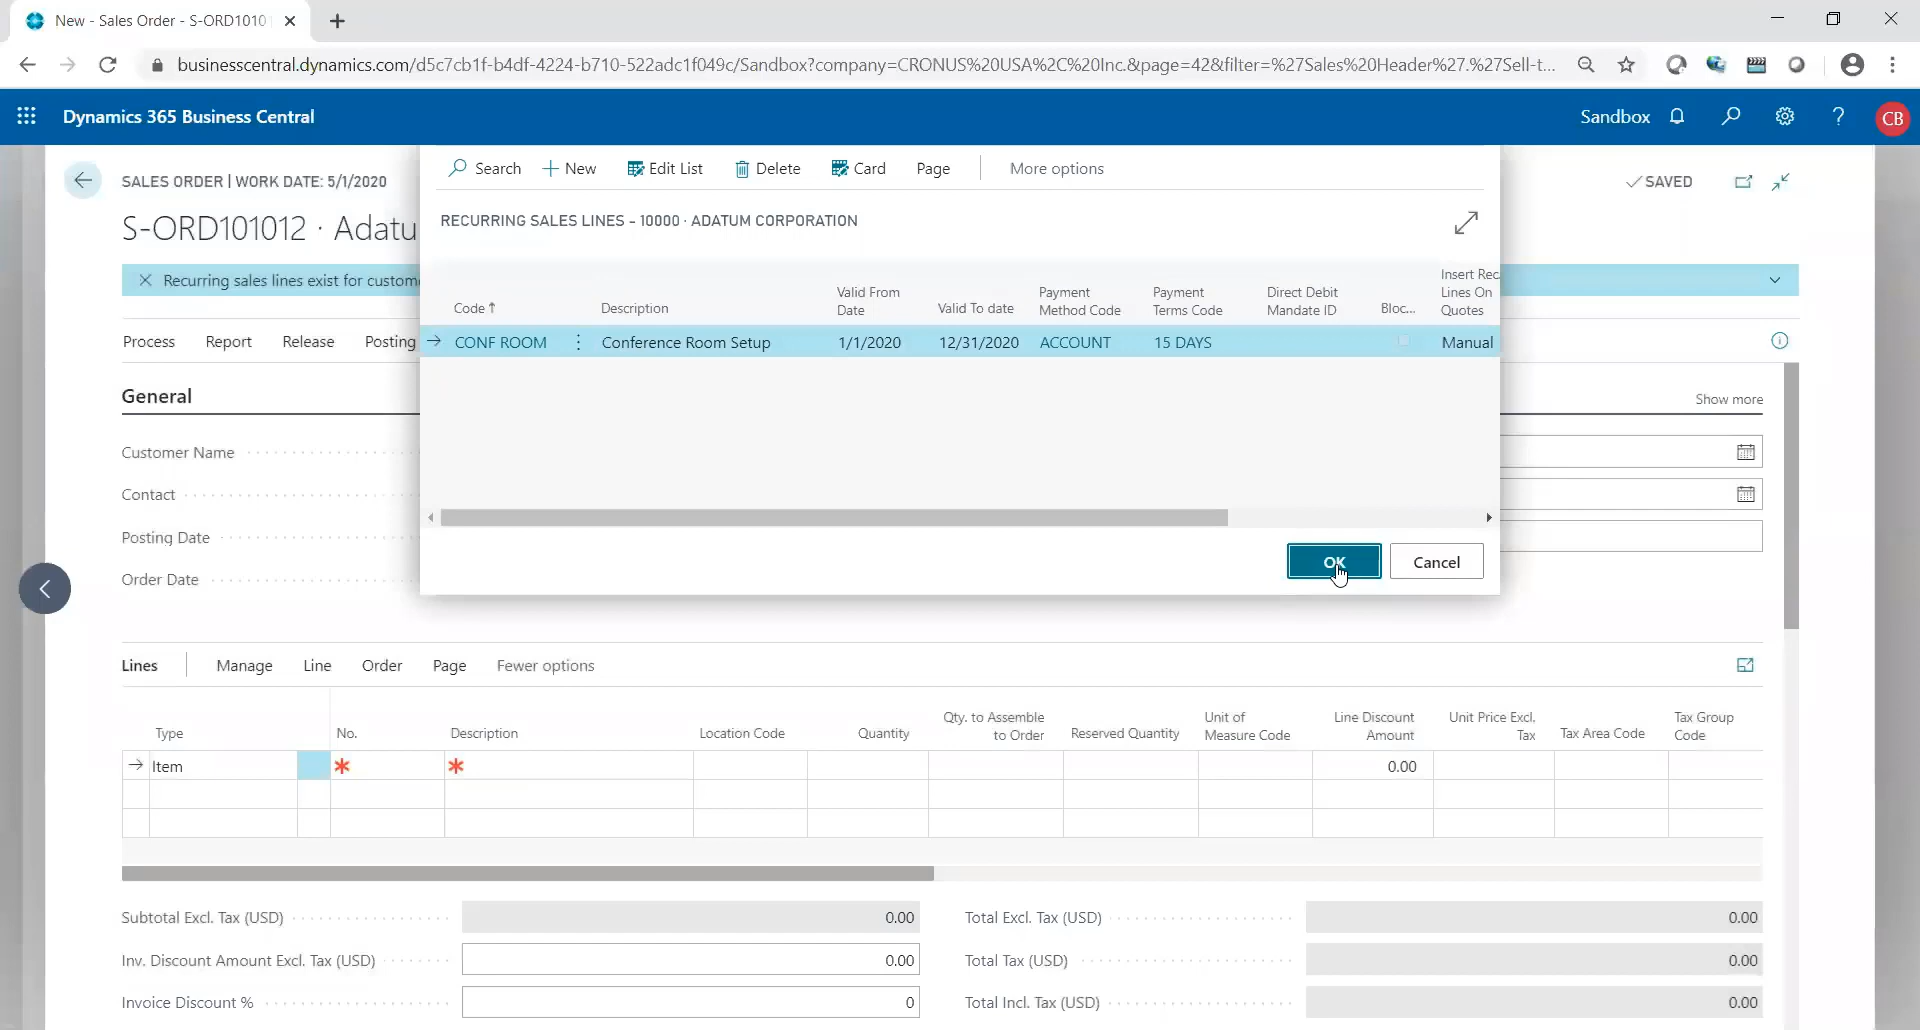 New - Sales Order - S-ORD1010
businesscentral.dynamics.com/d5c7cb1f-b4df-4224-b710-522adc1f049c/Sandbox?company=CRONUS%20USA%2C%20Inc.&page=42&filter=%27Sales%20Header%27.%27Sell-t...
Dynamics 365 Business Central
Sandbox
?
CB
SALES ORDER | WORK DATE: 5/1/2020
SAVED
S-ORD101012 · Adatu
Recurring sales lines exist for custome
Process Report Release Posting
General
Show more
Customer Name
Contact
Posting Date
Order Date
Search New Edit List Delete Card Page More options
RECURRING SALES LINES - 10000 · ADATUM CORPORATION
Code ↑ Description Valid From Date Valid To date Payment Method Code Payment Terms Code Direct Debit Mandate ID Bloc... Insert Rec. Lines On Quotes
CONF ROOM Conference Room Setup 1/1/2020 12/31/2020 ACCOUNT 15 DAYS Manual
OK Cancel
Lines Manage Line Order Page Fewer options
Type No. Description Location Code Quantity Qty. to Assemble to Order Reserved Quantity Unit of Measure Code Line Discount Amount Unit Price Excl. Tax Tax Area Code Tax Group Code
Item * * 0.00
Subtotal Excl. Tax (USD) 0.00 Total Excl. Tax (USD) 0.00
Inv. Discount Amount Excl. Tax (USD) 0.00 Total Tax (USD) 0.00
Invoice Discount % 0 Total Incl. Tax (USD) 0.00